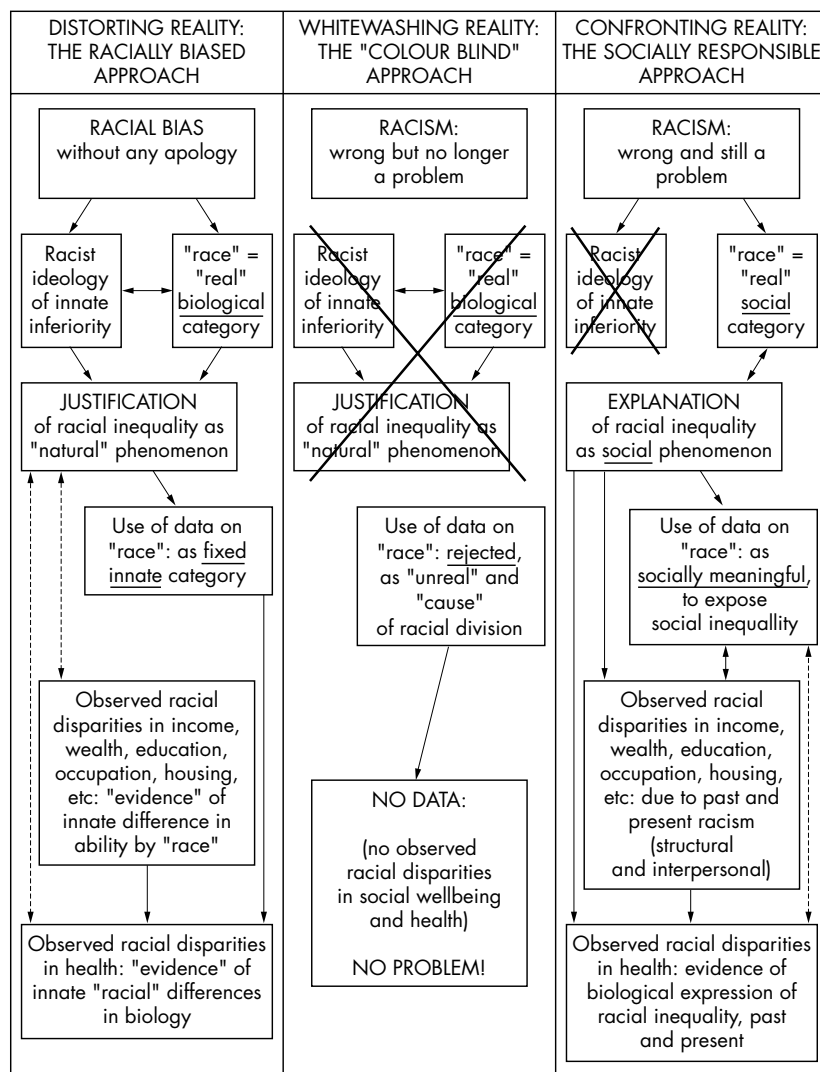 DISTORTING REALITY:
THE RACIALLY BIASED
APPROACH
RACIAL BIAS
without any apology
Racist
ideology
of innate
inferiority
"race" =
"real"
biological
category
JUSTIFICATION
of racial inequality as
"natural" phenomenon
Use of data on
"race": as fixed
innate category
Observed racial
disparities in income,
wealth, education,
occupation, housing,
etc: "evidence" of
innate difference in
ability by "race"
Observed racial disparities
in health: "evidence" of
innate "racial" differences
in biology
WHITEWASHING REALITY:
THE "COLOUR BLIND"
APPROACH
RACISM:
wrong but no longer
a problem
Racist
ideology
of innate
inferiority
"race" =
"real"
biological
category
JUSTIFICATION
of racial inequality as
"natural" phenomenon
Use of data on
"race": rejected,
as "unreal" and
"cause"
of racial division
NO DATA:
(no observed
racial disparities
in social wellbeing
and health)
NO PROBLEM!
CONFRONTING REALITY:
THE SOCIALLY RESPONSIBLE
APPROACH
RACISM:
wrong and still a
problem
Racist
ideology
of innate
inferiority
"race" =
"real"
social
category
EXPLANATION
of racial inequality
as social phenomenon
Use of data on
"race": as
socially meaningful,
to expose
social inequallity
Observed racial
disparities in income,
wealth, education,
occupation, housing,
etc: due to past and
present racism
(structural
and interpersonal)
Observed racial disparities
in health: evidence of
biological expression of
racial inequality, past
and present